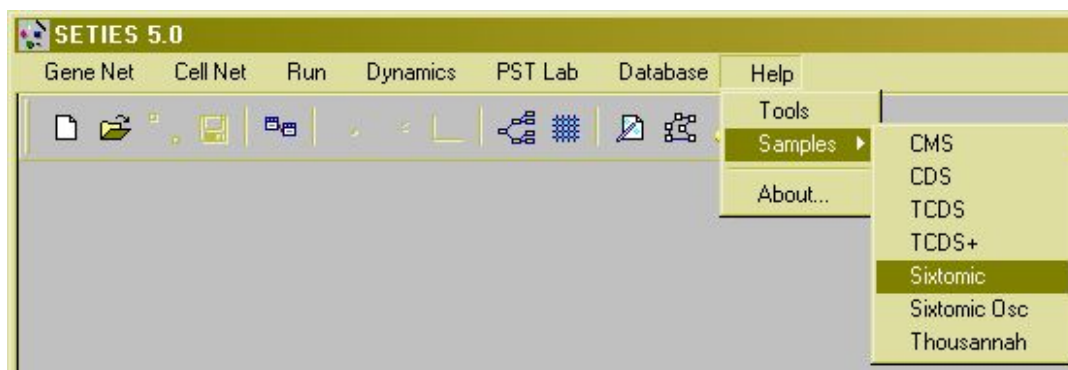 SETIES 5.0
Gene Net Cell Net Run Dynamics PST Lab Database Help
Tools
Samples
About...
CMS
CDS
TCDS
TCDS+
Sixtomic
Sixtomic Osc
Thousannah